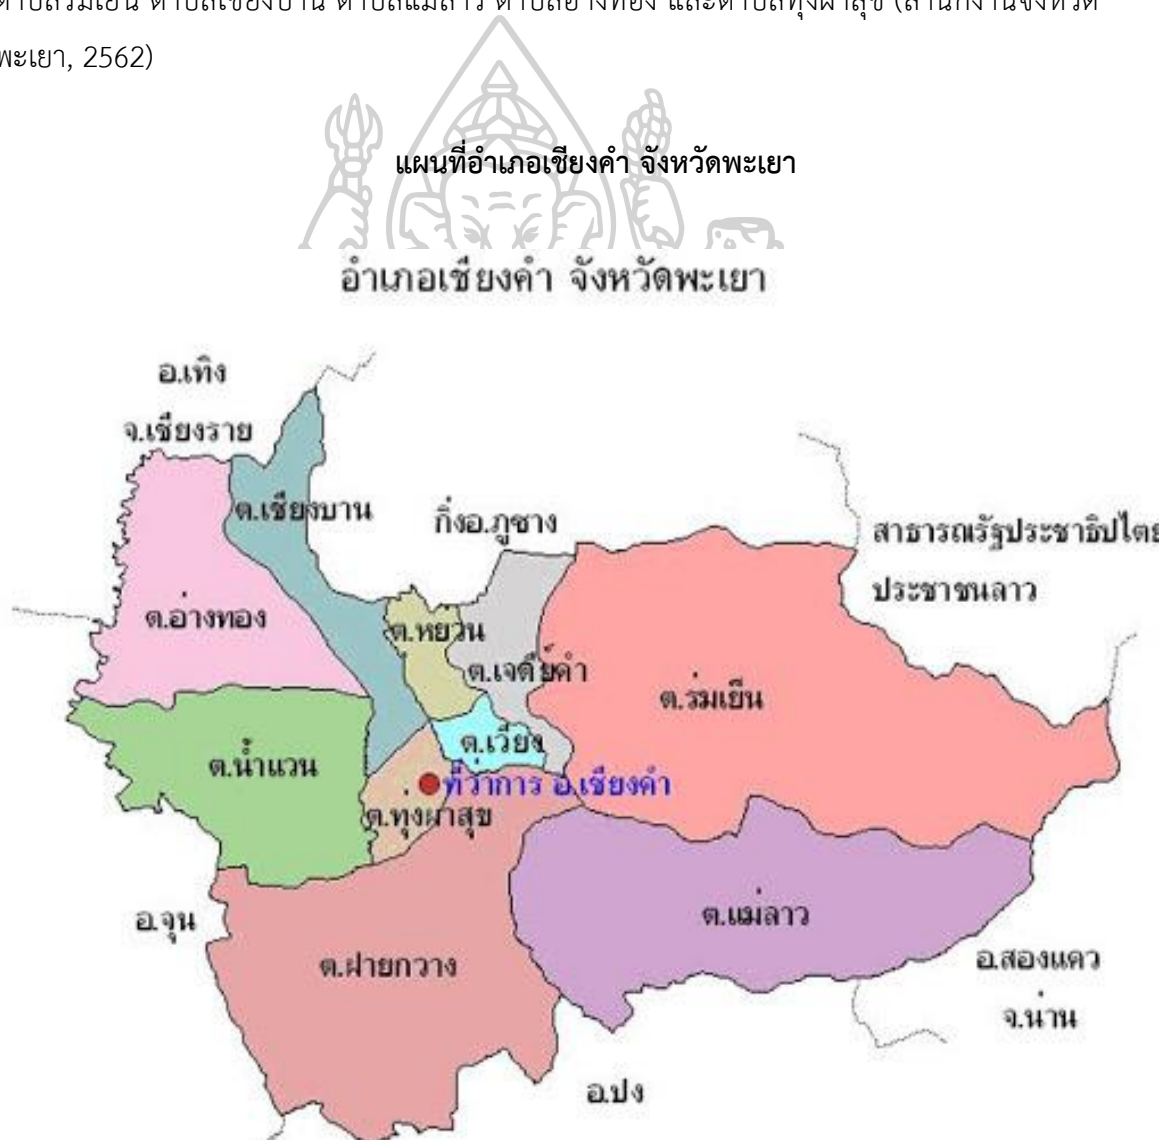 ตำบลร่มเย็น ตำบลเชียงบาน ตำบลแม่ลาว ตำบลอ่างทอง และตำบลทุ่งผาสุข (สำนักงานจังหวัด
พะเยา, 2562)
แผนที่อำเภอเชียงคำ จังหวัดพะเยา
อำเภอเชียงคำ จังหวัดพะเยา
อ.เทิง
จ.เชียงราย
ต.เชียงบาน
กิ่งอ.ภูซาง
สาธารณรัฐประชาธิปไตย
ประชาชนลาว
ต.อ่างทอง
ต.หยวน
ต.เจดีย์คำ
ต.ร่มเย็น
ต.เวียง
ต.น้ำแวน
ที่ว่าการ อ.เชียงคำ
ต.ทุ่งผาสุข
ต.แม่ลาว
อ.จุน
ต.ฝายกวาง
อ.สองแคว
จ.น่าน
อ.ปง